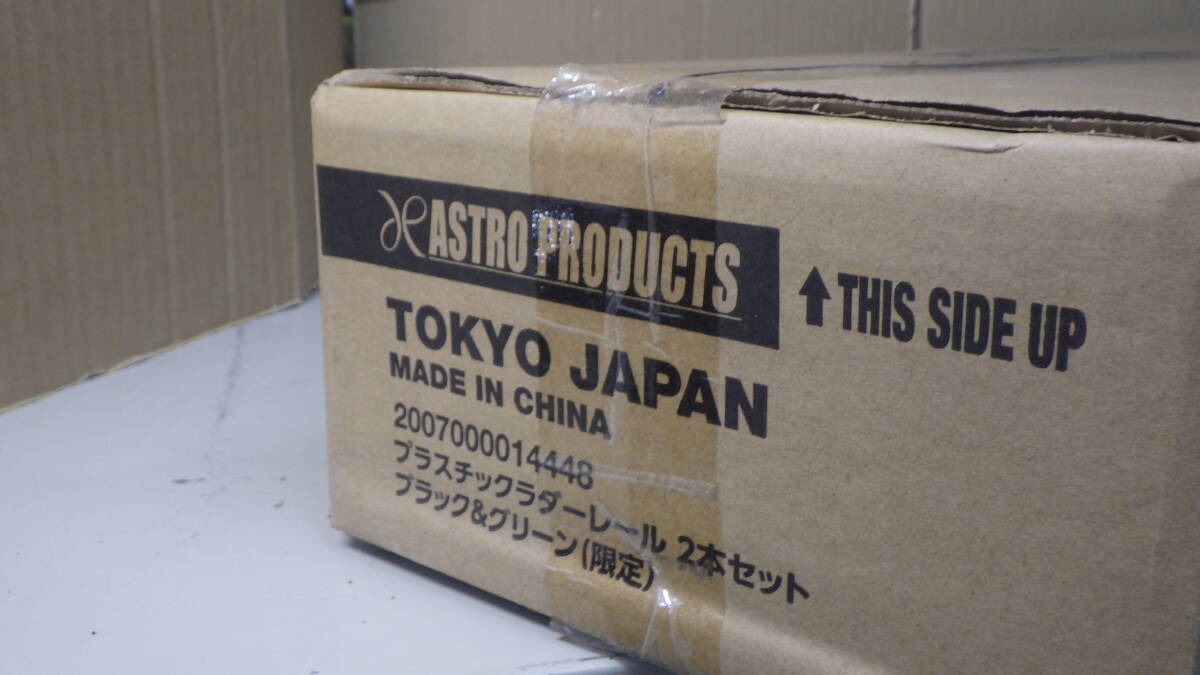 ASTRO PRODUCTS
THIS SIDE UP
TOKYO JAPAN
MADE IN CHINA
2007000014448
プラスチックラダーレール 2本セット
ブラック&グリーン(限定)